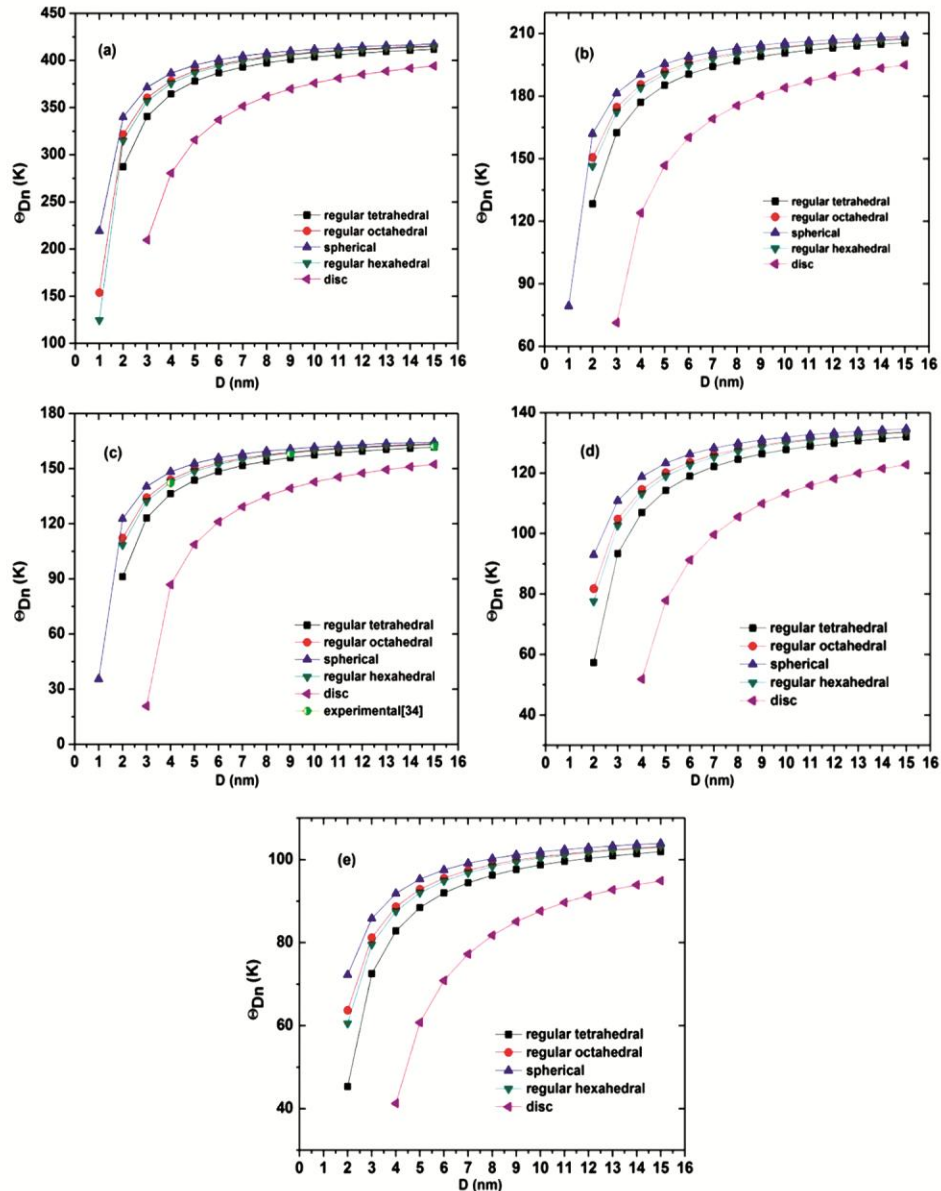 450
400
350
300
250
200
150
100
(a)
ΘDn (K)
regular tetrahedral
regular octahedral
spherical
regular hexahedral
disc
0 1 2 3 4 5 6 7 8 9 10 11 12 13 14 15 16
D (nm)
210
180
150
120
90
60
(b)
ΘDn (K)
regular tetrahedral
regular octahedral
spherical
regular hexahedral
disc
0 1 2 3 4 5 6 7 8 9 10 11 12 13 14 15 16
D (nm)
180
150
120
90
60
30
0
(c)
ΘDn (K)
regular tetrahedral
regular octahedral
spherical
regular hexahedral
disc
experimental[34]
0 1 2 3 4 5 6 7 8 9 10 11 12 13 14 15 16
D (nm)
140
120
100
80
60
40
(d)
ΘDn (K)
regular tetrahedral
regular octahedral
spherical
regular hexahedral
disc
0 1 2 3 4 5 6 7 8 9 10 11 12 13 14 15 16
D (nm)
100
80
60
40
(e)
ΘDn (K)
regular tetrahedral
regular octahedral
spherical
regular hexahedral
disc
0 1 2 3 4 5 6 7 8 9 10 11 12 13 14 15 16
D (nm)